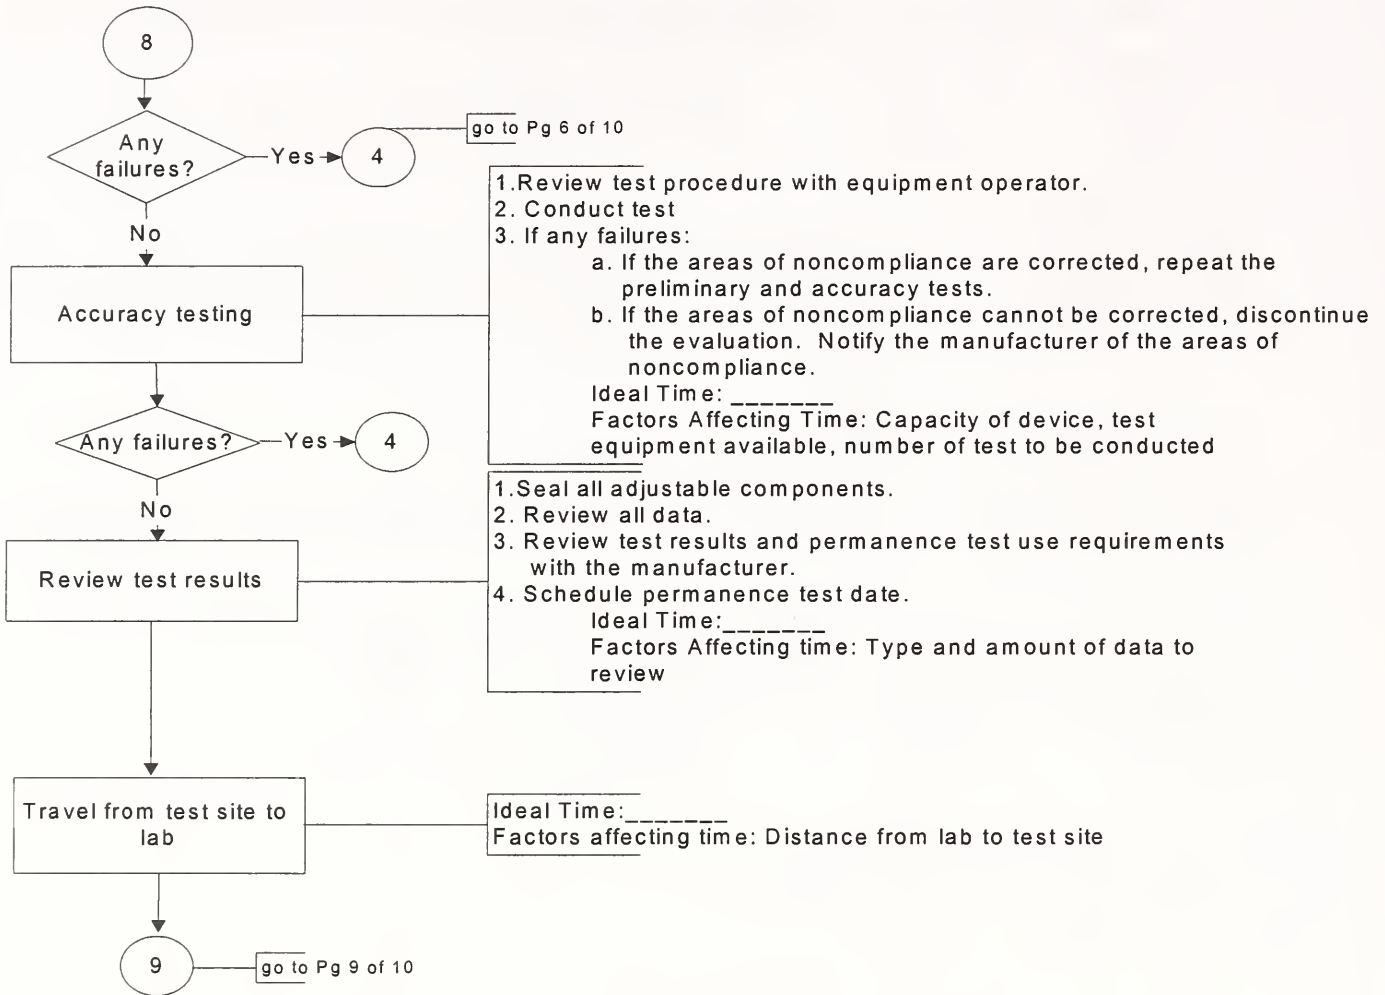 8
Any
failures?
Yes
4
go to Pg 6 of 10
No
Accuracy testing
1.Review test procedure with equipment operator.
2. Conduct test
3. If any failures:
a. If the areas of noncompliance are corrected, repeat the
preliminary and accuracy tests.
b. If the areas of noncompliance cannot be corrected, discontinue
the evaluation. Notify the manufacturer of the areas of
noncompliance.
Ideal Time: _______
Factors Affecting Time: Capacity of device, test
equipment available, number of test to be conducted
Any failures?
Yes
4
No
Review test results
1.Seal all adjustable components.
2. Review all data.
3. Review test results and permanence test use requirements
with the manufacturer.
4. Schedule permanence test date.
Ideal Time:_______
Factors Affecting time: Type and amount of data to
review
Travel from test site to
lab
Ideal Time:_______
Factors affecting time: Distance from lab to test site
9
go to Pg 9 of 10